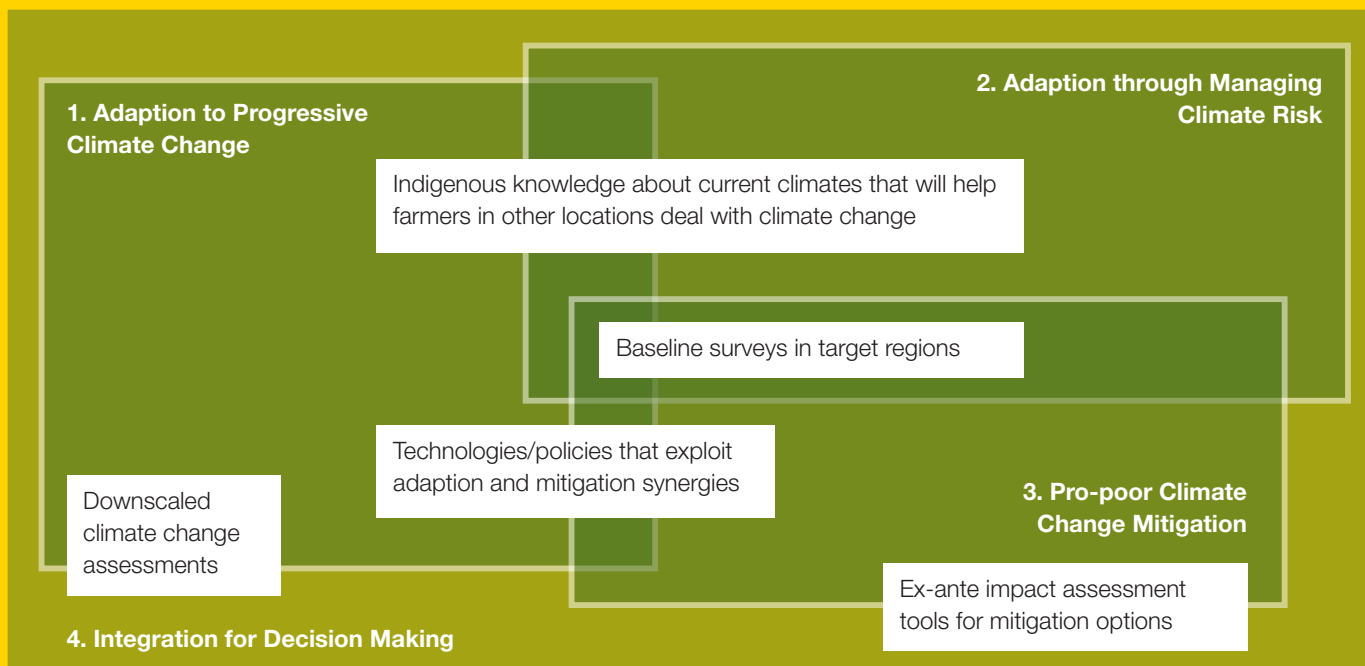 1. Adaption to Progressive
Climate Change
2. Adaption through Managing
Climate Risk
Indigenous knowledge about current climates that will help
farmers in other locations deal with climate change
Baseline surveys in target regions
Technologies/policies that exploit
adaption and mitigation synergies
3. Pro-poor Climate
Change Mitigation
Downscaled
climate change
assessments
Ex-ante impact assessment
tools for mitigation options
4. Integration for Decision Making